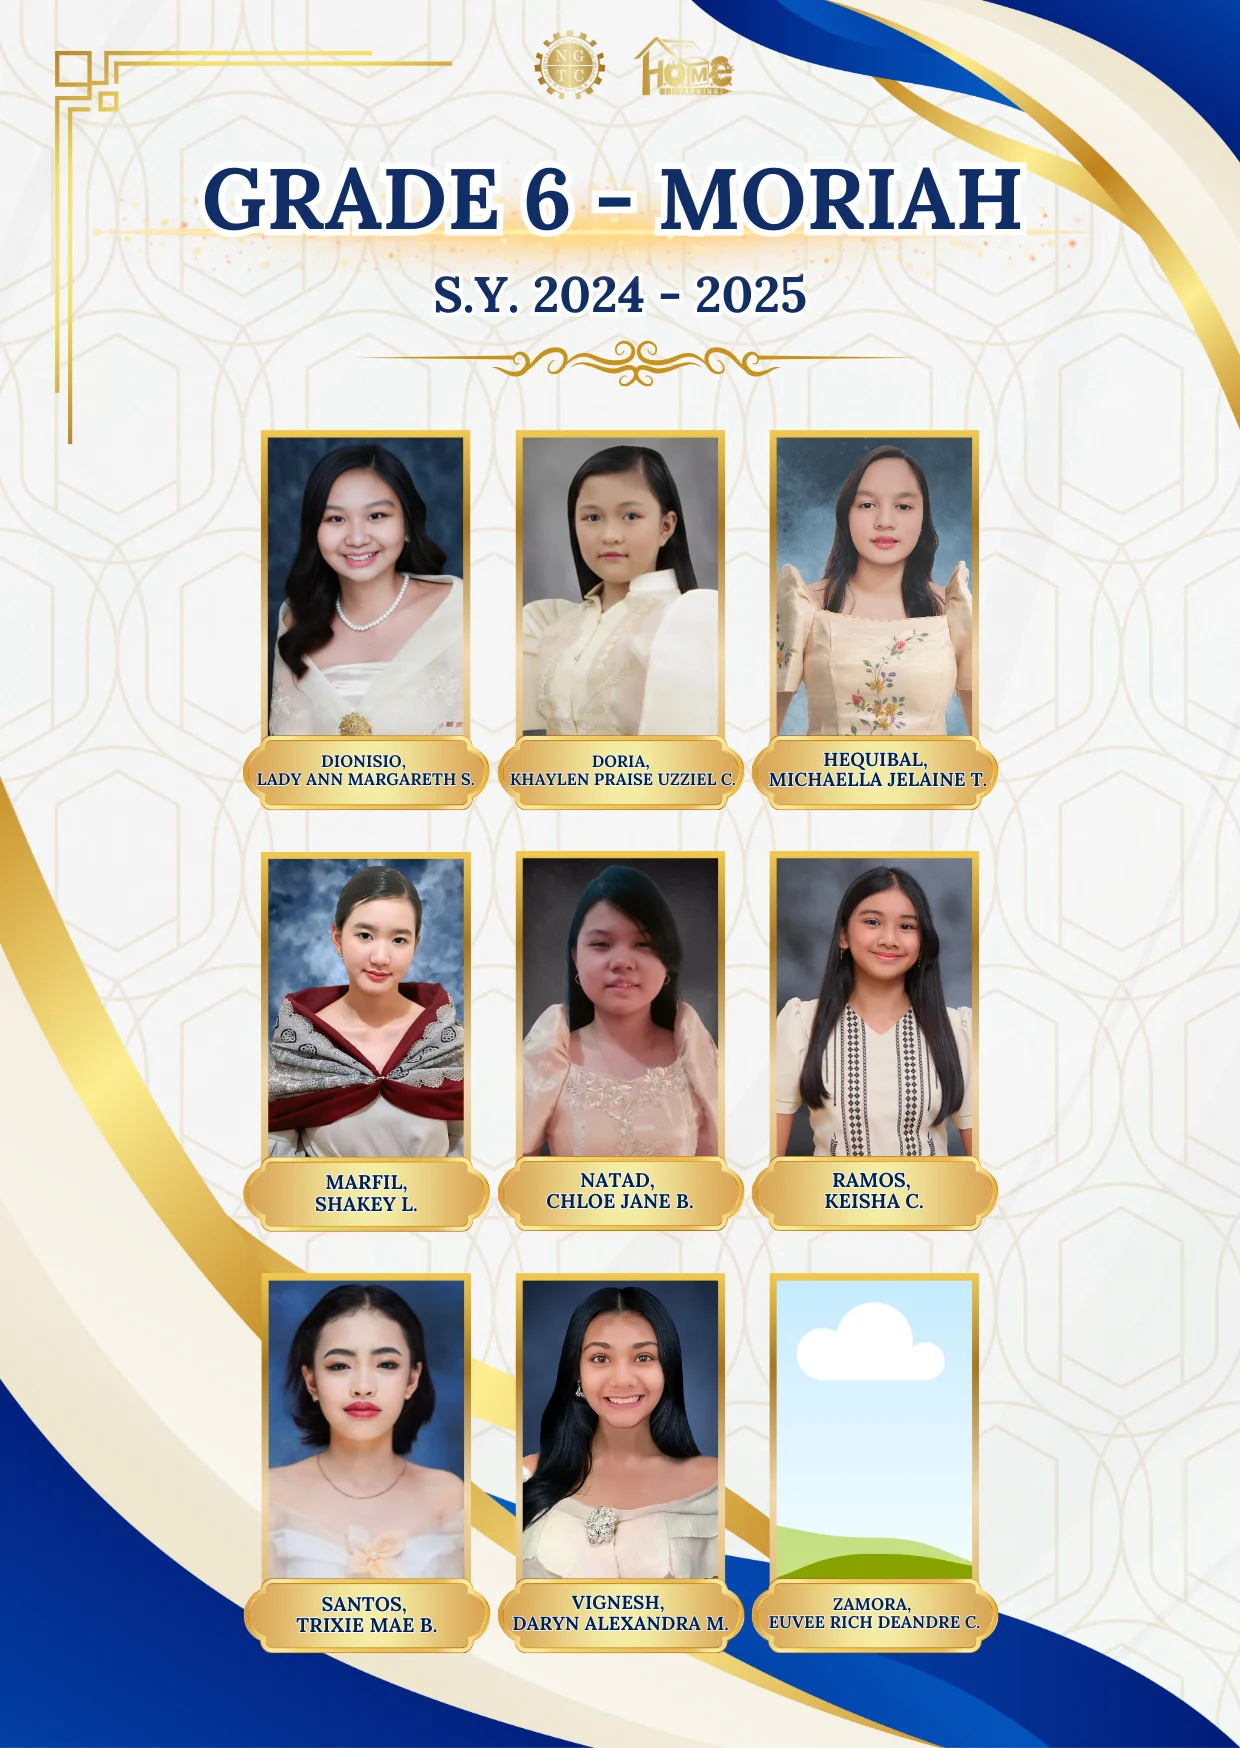 N G
T C
HOME
GRADE 6 - MORIAH
S.Y. 2024 - 2025
DIONISIO,
LADY ANN MARGARETH S.
DORIA,
KHAYLEN PRAISE UZZIEL C.
HEQUIBAL,
MICHAELLA JELAINE T.
MARFIL,
SHAKEY L.
NATAD,
CHLOE JANE B.
RAMOS,
KEISHA C.
SANTOS,
TRIXIE MAE B.
VIGNESH,
DARYN ALEXANDRA M.
ZAMORA,
EUVEE RICH DEANDRE C.